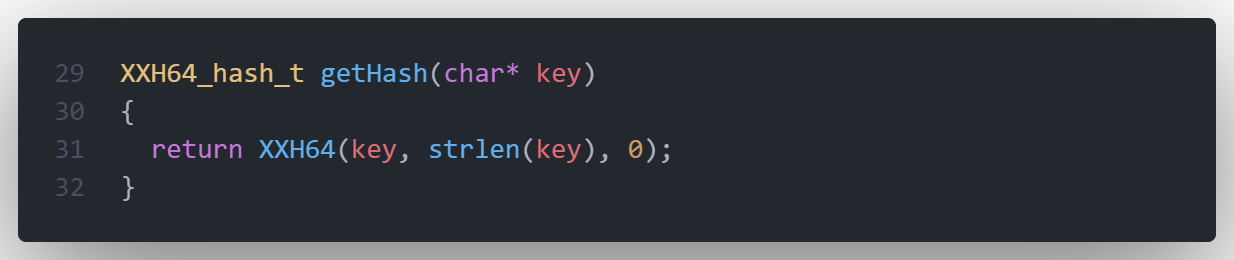 29 XXH64_hash_t getHash(char* key)
30 {
31   return XXH64(key, strlen(key), 0);
32 }